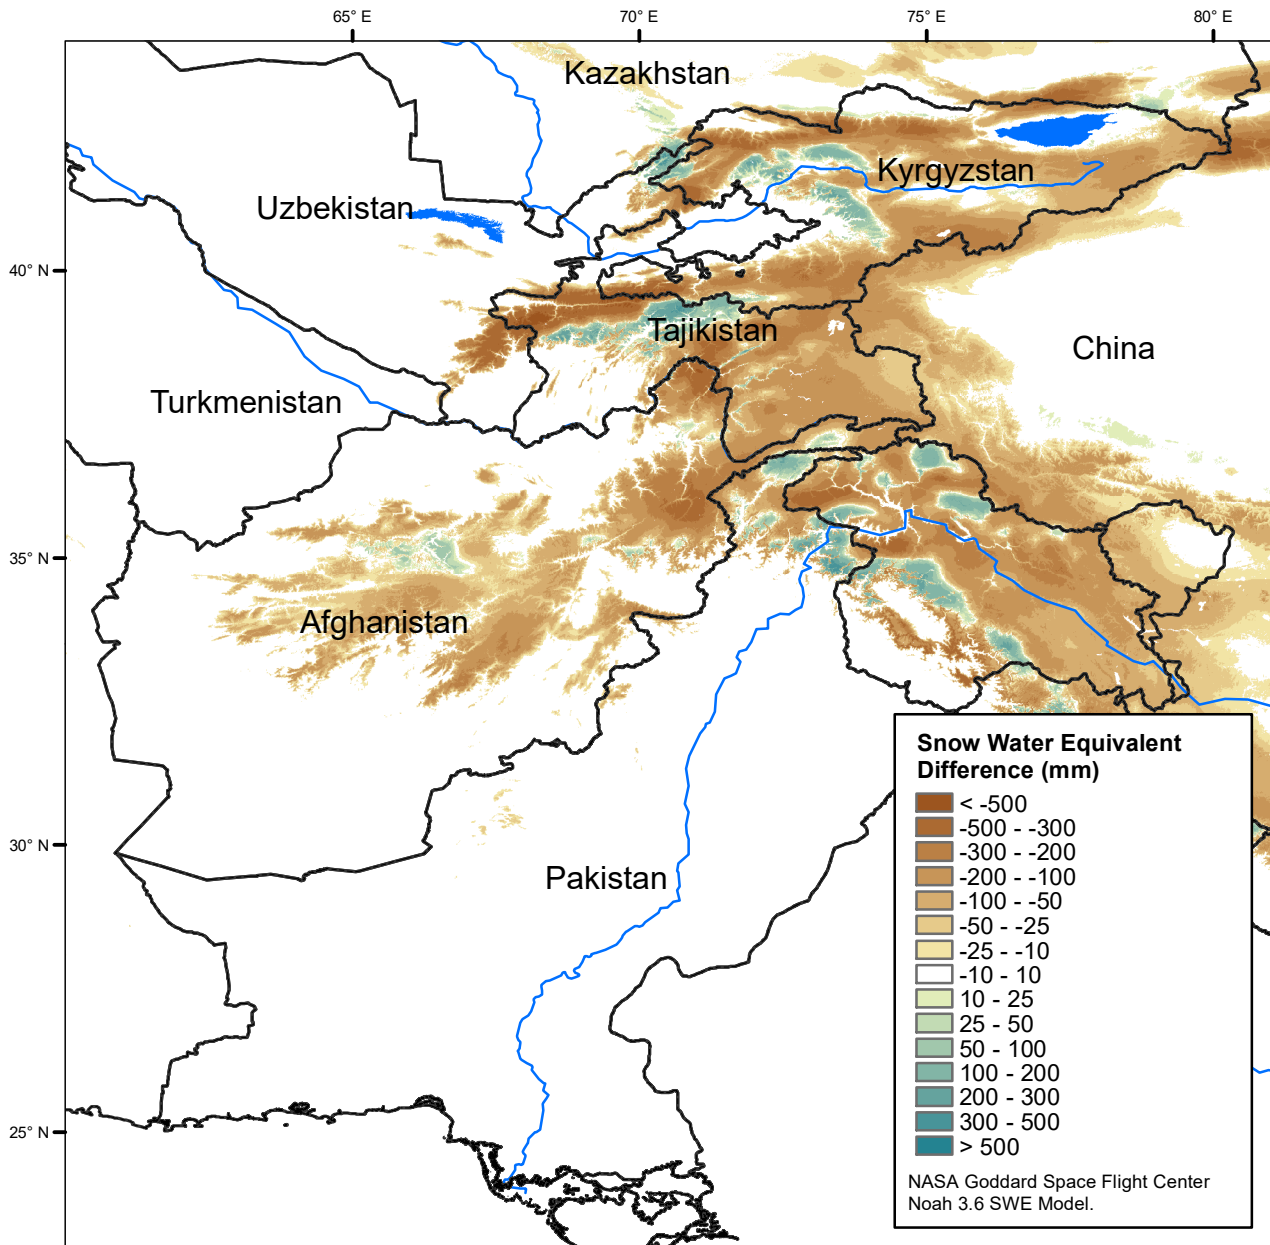 65° E
70° E
75° E
80° E
Kazakhstan
Kyrgyzstan
Uzbekistan
40° N
Tajikistan
China
Turkmenistan
35° N
Afghanistan
30° N
Pakistan
25° N
Snow Water Equivalent
Difference (mm)
< -500
-500 - -300
-300 - -200
-200 - -100
-100 - -50
-50 - -25
-25 - -10
-10 - 10
10 - 25
25 - 50
50 - 100
100 - 200
200 - 300
300 - 500
> 500
NASA Goddard Space Flight Center
Noah 3.6 SWE Model.